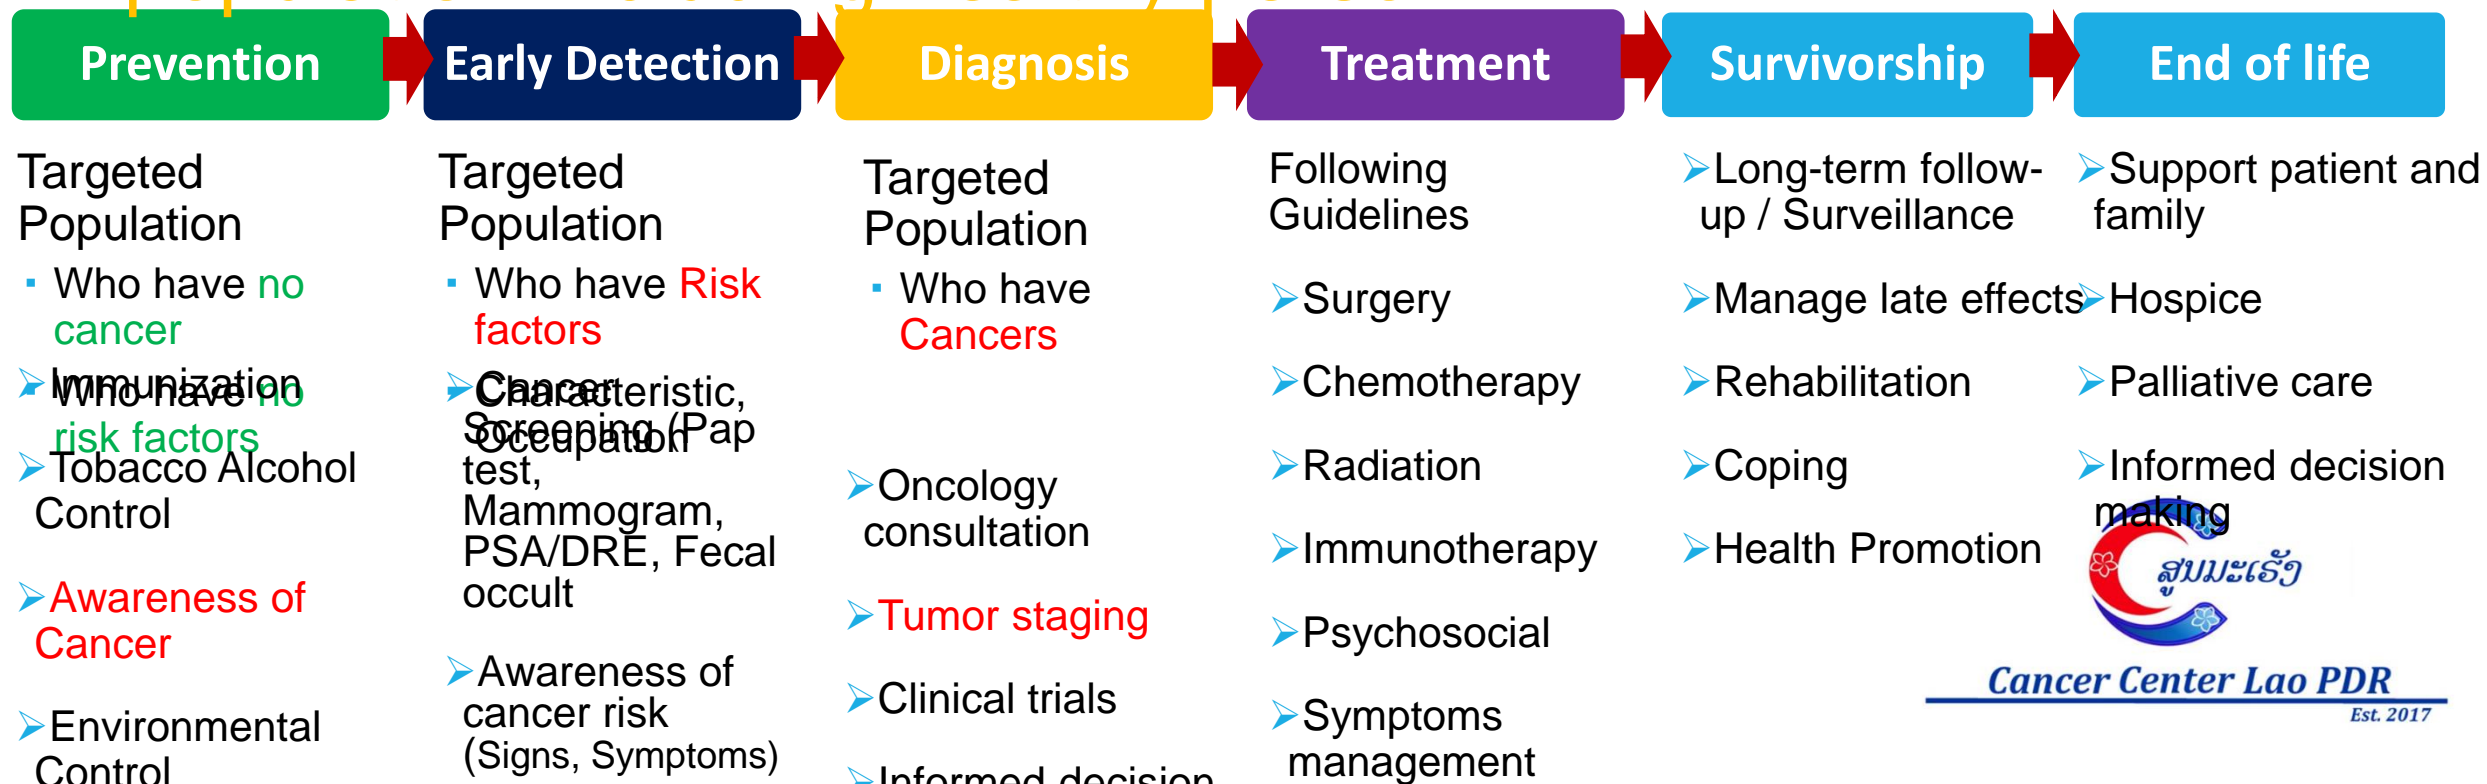 Prevention
Early Detection
Diagnosis
Treatment
Survivorship
End of life
Targeted
Population
Who have no
cancer
Who have no
risk factors
Immunization
Tobacco Alcohol
Control
Awareness of
Cancer
Environmental
Control
Targeted
Population
Who have Risk
factors
Characteristic,
Occupation
Cancer
Screening (Pap
test,
Mammogram,
PSA/DRE, Fecal
occult
Awareness of
cancer risk
(Signs, Symptoms)
Targeted
Population
Who have
Cancers
Oncology
consultation
Tumor staging
Clinical trials
Informed decision
Following
Guidelines
Surgery
Chemotherapy
Radiation
Immunotherapy
Psychosocial
Symptoms
management
Long-term follow-
up / Surveillance
Manage late effects
Rehabilitation
Coping
Health Promotion
Support patient and
family
Hospice
Palliative care
Informed decision
making
ສູນມະເຣັງ
Cancer Center Lao PDR
Est. 2017